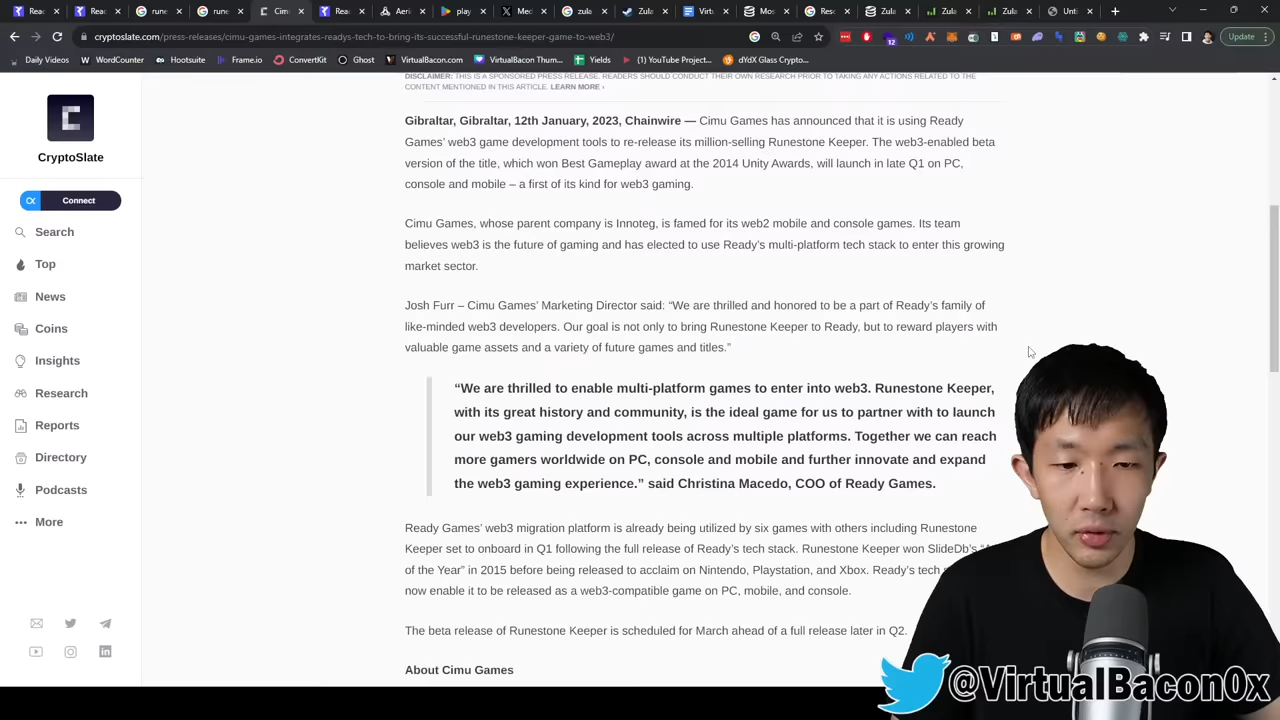 Reac
Reac
rune
rune
Cim
Reac
Aeri
play
Mec
zula
Zula
Virtu
Mos
Reac
Zula
Zula
Unti
cryptoslate.com/press-releases/cimu-games-integrates-readys-tech-to-bring-its-successful-runestone-keeper-game-to-web3/
12
Update
Daily Videos
WordCounter
Hootsuite
Frame.io
ConvertKit
Ghost
VirtualBacon.com
VirtualBacon Thum...
Yields
(1) YouTube Project...
dYdX Glass Crypto...
CryptoSlate
Connect
Search
Top
News
Coins
Insights
Research
Reports
Directory
Podcasts
More
DISCLAIMER: THIS IS A SPONSORED PRESS RELEASE. READERS SHOULD CONDUCT THEIR OWN RESEARCH PRIOR TO TAKING ANY ACTIONS RELATED TO THE
CONTENT MENTIONED IN THIS ARTICLE. LEARN MORE ›
Gibraltar, Gibraltar, 12th January, 2023, Chainwire — Cimu Games has announced that it is using Ready
Games’ web3 game development tools to re-release its million-selling Runestone Keeper. The web3-enabled beta
version of the title, which won Best Gameplay award at the 2014 Unity Awards, will launch in late Q1 on PC,
console and mobile – a first of its kind for web3 gaming.
Cimu Games, whose parent company is Innoteg, is famed for its web2 mobile and console games. Its team
believes web3 is the future of gaming and has elected to use Ready’s multi-platform tech stack to enter this growing
market sector.
Josh Furr – Cimu Games’ Marketing Director said: “We are thrilled and honored to be a part of Ready’s family of
like-minded web3 developers. Our goal is not only to bring Runestone Keeper to Ready, but to reward players with
valuable game assets and a variety of future games and titles.”
“We are thrilled to enable multi-platform games to enter into web3. Runestone Keeper,
with its great history and community, is the ideal game for us to partner with to launch
our web3 gaming development tools across multiple platforms. Together we can reach
more gamers worldwide on PC, console and mobile and further innovate and expand
the web3 gaming experience.” said Christina Macedo, COO of Ready Games.
Ready Games’ web3 migration platform is already being utilized by six games with others including Runestone
Keeper set to onboard in Q1 following the full release of Ready’s tech stack. Runestone Keeper won SlideDb’s
of the Year” in 2015 before being released to acclaim on Nintendo, Playstation, and Xbox. Ready’s tech
now enable it to be released as a web3-compatible game on PC, mobile, and console.
The beta release of Runestone Keeper is scheduled for March ahead of a full release later in Q2.
About Cimu Games
@VirtualBacon0x